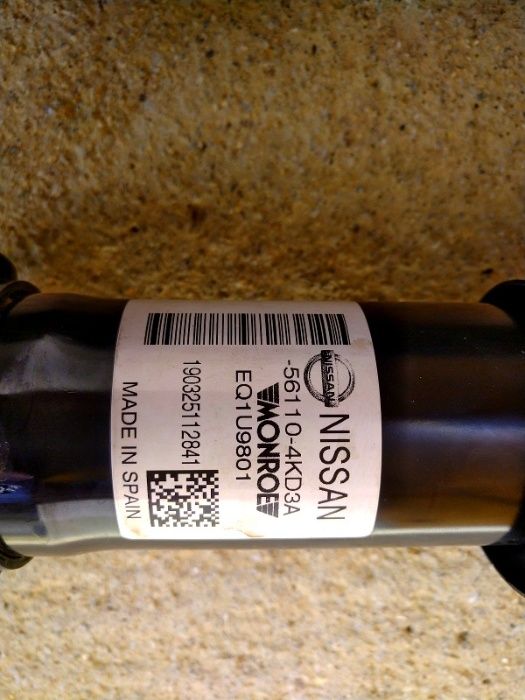 NISSAN
NISSAN
-56110-4KD3A
MONROE
EQ1U9801
190325112841
MADE IN SPAIN